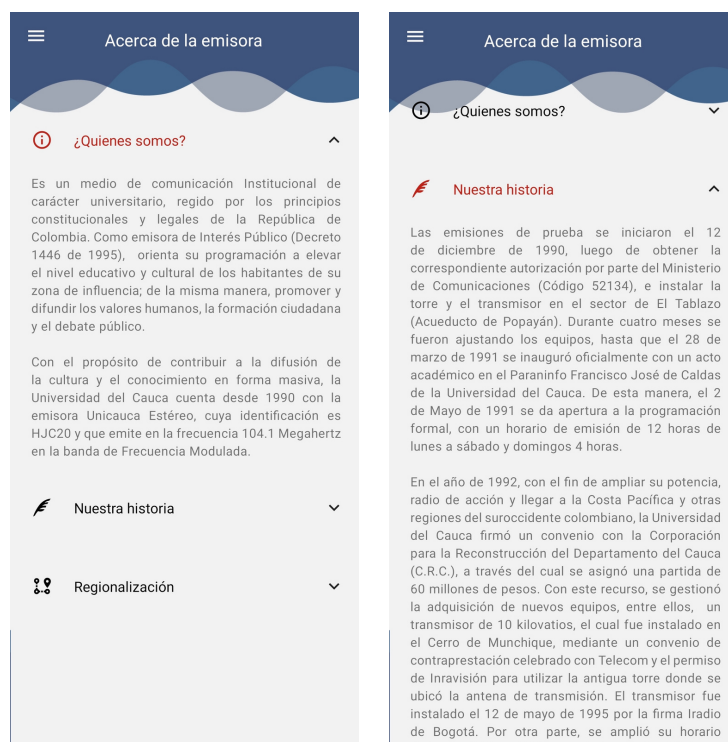 Acerca de la emisora
¿Quienes somos?
Es un medio de comunicación Institucional de
carácter universitario, regido por los principios
constitucionales y legales de la República de
Colombia. Como emisora de Interés Público (Decreto
1446 de 1995), orienta su programación a elevar
el nivel educativo y cultural de los habitantes de su
zona de influencia; de la misma manera, promover y
difundir los valores humanos, la formación ciudadana
y el debate público.
Con el propósito de contribuir a la difusión de
la cultura y el conocimiento en forma masiva, la
Universidad del Cauca cuenta desde 1990 con la
emisora Unicauca Estéreo, cuya identificación es
HJC20 y que emite en la frecuencia 104.1 Megahertz
en la banda de Frecuencia Modulada.
Nuestra historia
Regionalización
Acerca de la emisora
¿Quienes somos?
Nuestra historia
Las emisiones de prueba se iniciaron el 12
de diciembre de 1990, luego de obtener la
correspondiente autorización por parte del Ministerio
de Comunicaciones (Código 52134), e instalar la
torre y el transmisor en el sector de El Tablazo
(Acueducto de Popayán). Durante cuatro meses se
fueron ajustando los equipos, hasta que el 28 de
marzo de 1991 se inauguró oficialmente con un acto
académico en el Paraninfo Francisco José de Caldas
de la Universidad del Cauca. De esta manera, el 2
de Mayo de 1991 se da apertura a la programación
formal, con un horario de emisión de 12 horas de
lunes a sábado y domingos 4 horas.
En el año de 1992, con el fin de ampliar su potencia,
radio de acción y llegar a la Costa Pacífica y otras
regiones del suroccidente colombiano, la Universidad
del Cauca firmó un convenio con la Corporación
para la Reconstrucción del Departamento del Cauca
(C.R.C.), a través del cual se asignó una partida de
60 millones de pesos. Con este recurso, se gestionó
la adquisición de nuevos equipos, entre ellos, un
transmisor de 10 kilovatios, el cual fue instalado en
el Cerro de Munchique, mediante un convenio de
contraprestación celebrado con Telecom y el permiso
de Inravisión para utilizar la antigua torre donde se
ubicó la antena de transmisión. El transmisor fue
instalado el 12 de mayo de 1995 por la firma Iradio
de Bogotá. Por otra parte, se amplió su horario